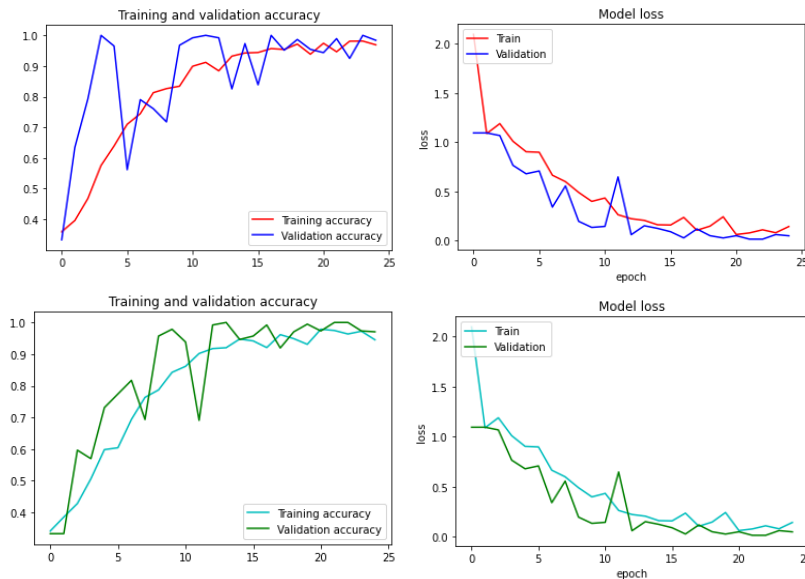 Training and validation accuracy
1.0
0.9
0.8
0.7
0.6
0.5
0.4
0 5 10 15 20 25
Training accuracy
Validation accuracy
Model loss
Train
Validation
2.0
1.5
1.0
0.5
0.0
loss
0 5 10 15 20 25
epoch
Training and validation accuracy
1.0
0.9
0.8
0.7
0.6
0.5
0.4
0 5 10 15 20 25
Training accuracy
Validation accuracy
Model loss
Train
Validation
2.0
1.5
1.0
0.5
0.0
loss
0 5 10 15 20 25
epoch